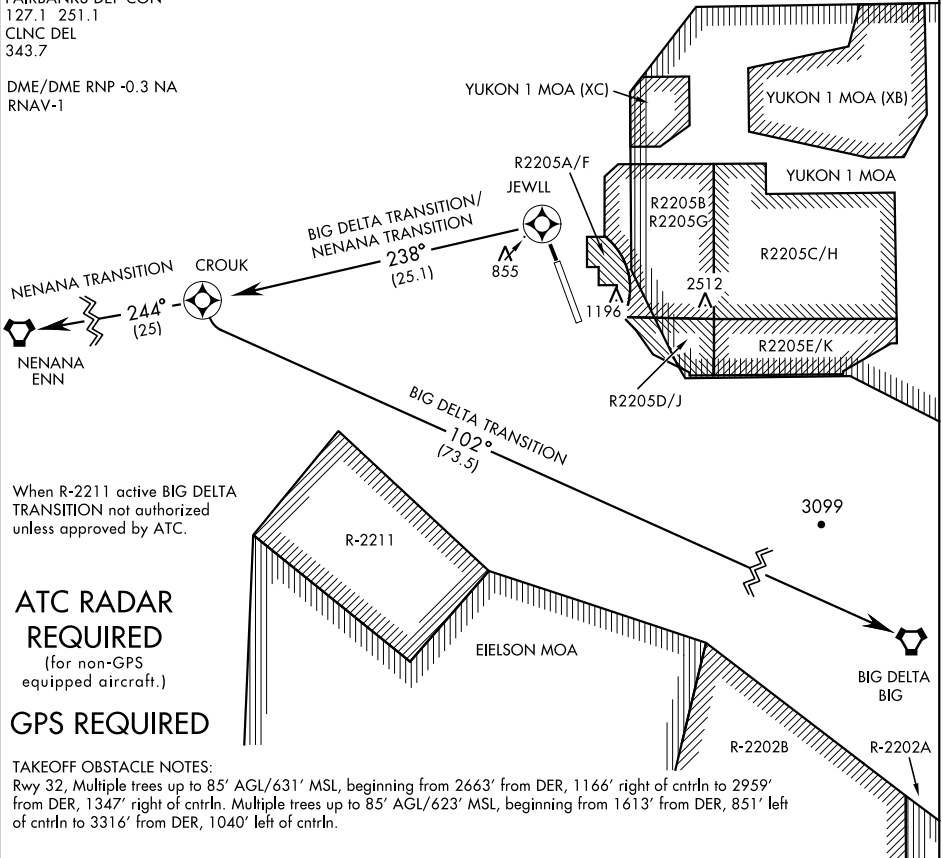 FAIRBANKS DEP CON
127.1 251.1
CLNC DEL
343.7
DME/DME RNP -0.3 NA
RNAV-1
YUKON 1 MOA (XC)
YUKON 1 MOA (XB)
R2205A/F
YUKON 1 MOA
JEWLL
R2205B
R2205G
BIG DELTA TRANSITION/
NENANA TRANSITION
238°
(25.1)
855
R2205C/H
NENANA TRANSITION
CROUK
244°
(25)
2512
1196
NENANA
ENN
R2205E/K
R2205D/J
BIG DELTA TRANSITION
102°
(73.5)
When R-2211 active BIG DELTA
TRANSITION not authorized
unless approved by ATC.
3099
R-2211
ATC RADAR
REQUIRED
(for non-GPS
equipped aircraft.)
EIELSON MOA
BIG DELTA
BIG
GPS REQUIRED
R-2202B
R-2202A
TAKEOFF OBSTACLE NOTES:
Rwy 32, Multiple trees up to 85' AGL/631' MSL, beginning from 2663' from DER, 1166' right of cntrln to 2959'
from DER, 1347' right of cntrln. Multiple trees up to 85' AGL/623' MSL, beginning from 1613' from DER, 851' left
of cntrln to 3316' from DER, 1040' left of cntrln.